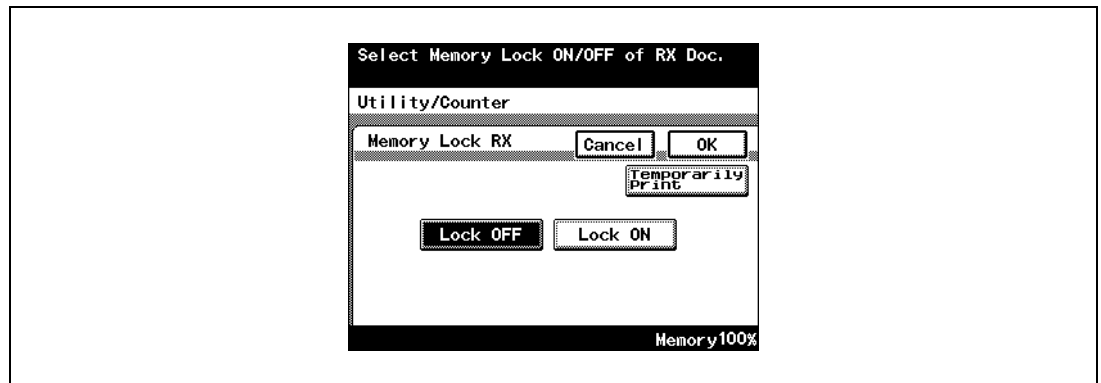 Select Memory Lock ON/OFF of RX Doc.
Utility/Counter
Memory Lock RX
Cancel
OK
Temporarily
Print
Lock OFF
Lock ON
Memory100%